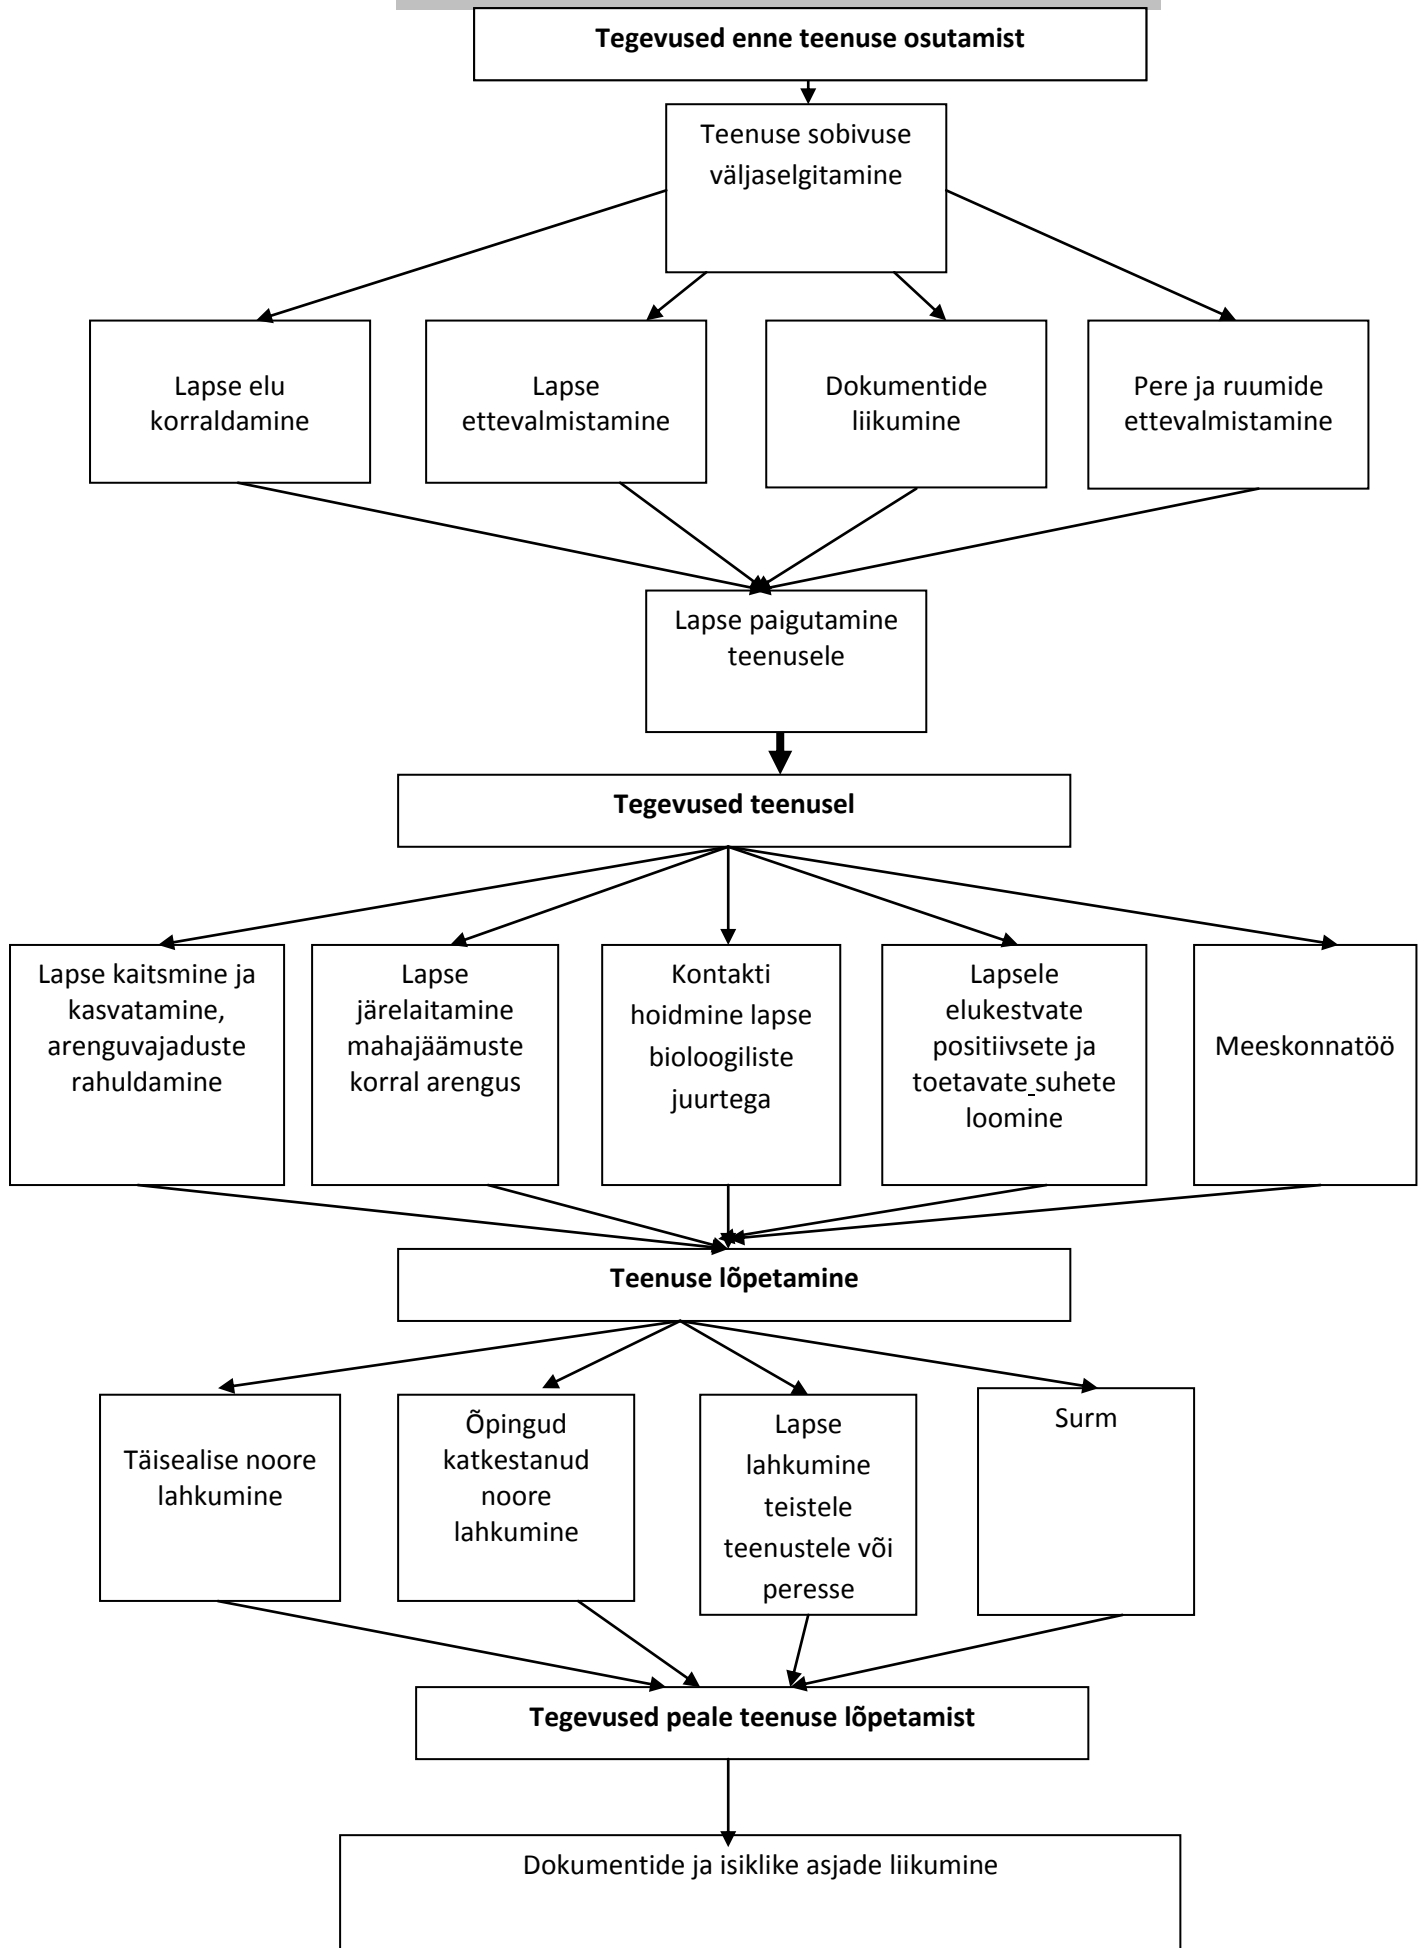 Tegevused enne teenuse osutamist
Teenuse sobivuse
väljaselgitamine
Lapse elu
korraldamine
Lapse
ettevalmistamine
Dokumentide
liikumine
Pere ja ruumide
ettevalmistamine
Lapse paigutamine
teenusele
Tegevused teenusel
Lapse kaitsmine ja
kasvatamine,
arenguvajaduste
rahuldamine
Lapse
järelaitamine
mahajäämuste
korral arengus
Kontakti
hoidmine lapse
bioloogiliste
juurtega
Lapsele
elukestvate
positiivsete ja
toetavate suhete
loomine
Meeskonnatöö
Teenuse lõpetamine
Täisealise noore
lahkumine
Õpingud
katkestanud
noore
lahkumine
Lapse
lahkumine
teistele
teenustele või
peresse
Surm
Tegevused peale teenuse lõpetamist
Dokumentide ja isiklike asjade liikumine